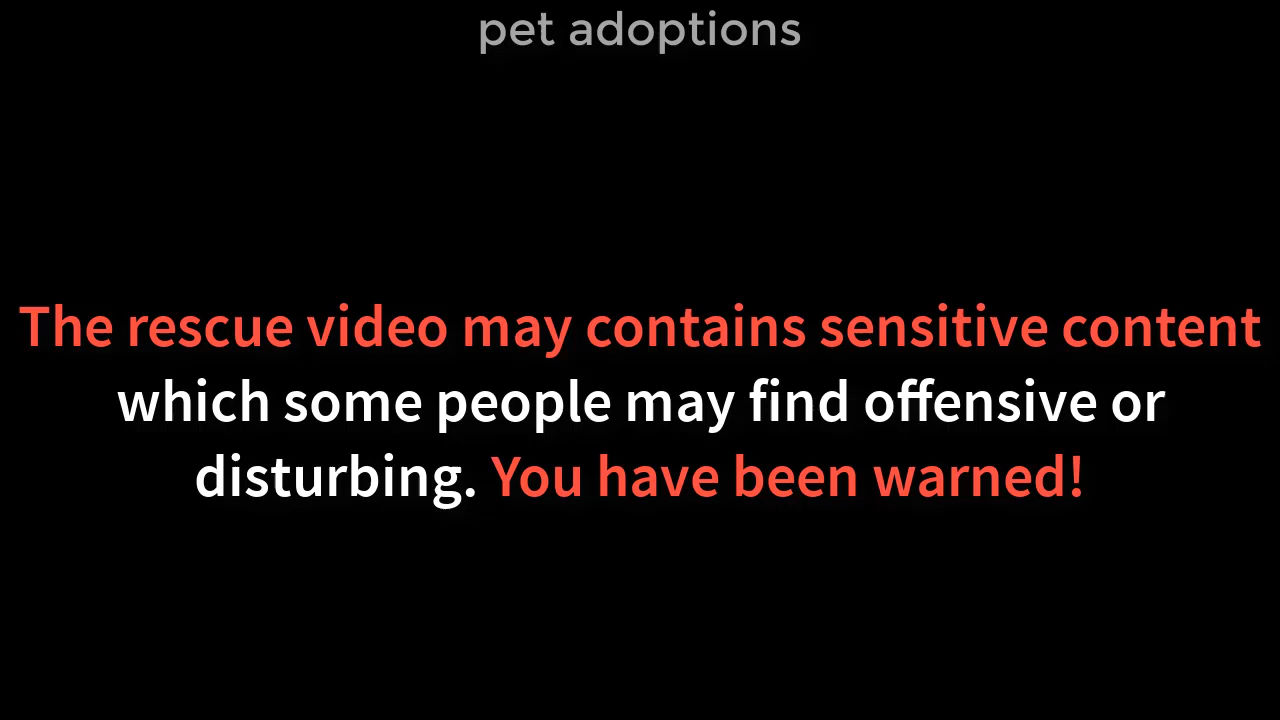 pet adoptions
The rescue video may contains sensitive content
which some people may find offensive or
disturbing. You have been warned!